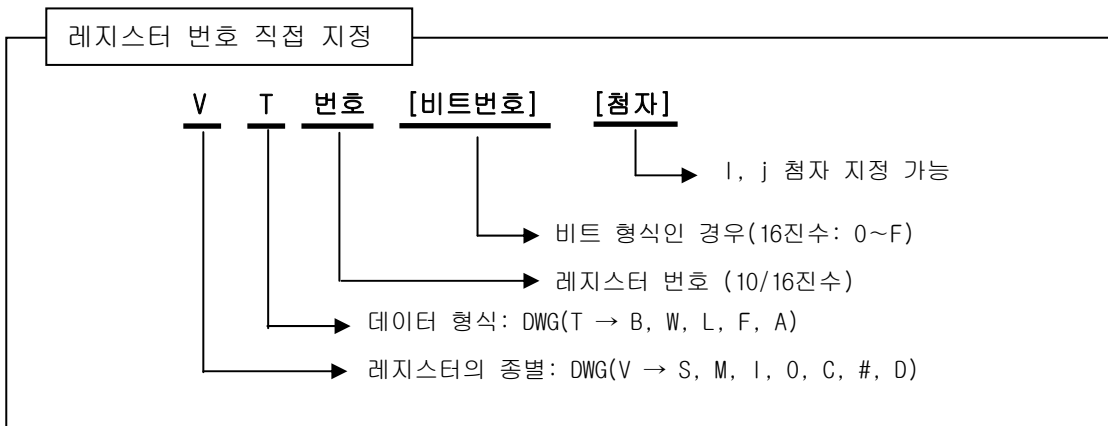 레지스터 번호 직접 지정
V T 번호 [비트번호] [첨자]
I, j 첨자 지정 가능
비트 형식인 경우(16진수: 0~F)
레지스터 번호 (10/16진수)
데이터 형식: DWG(T → B, W, L, F, A)
레지스터의 종별: DWG(V → S, M, I, O, C, #, D)